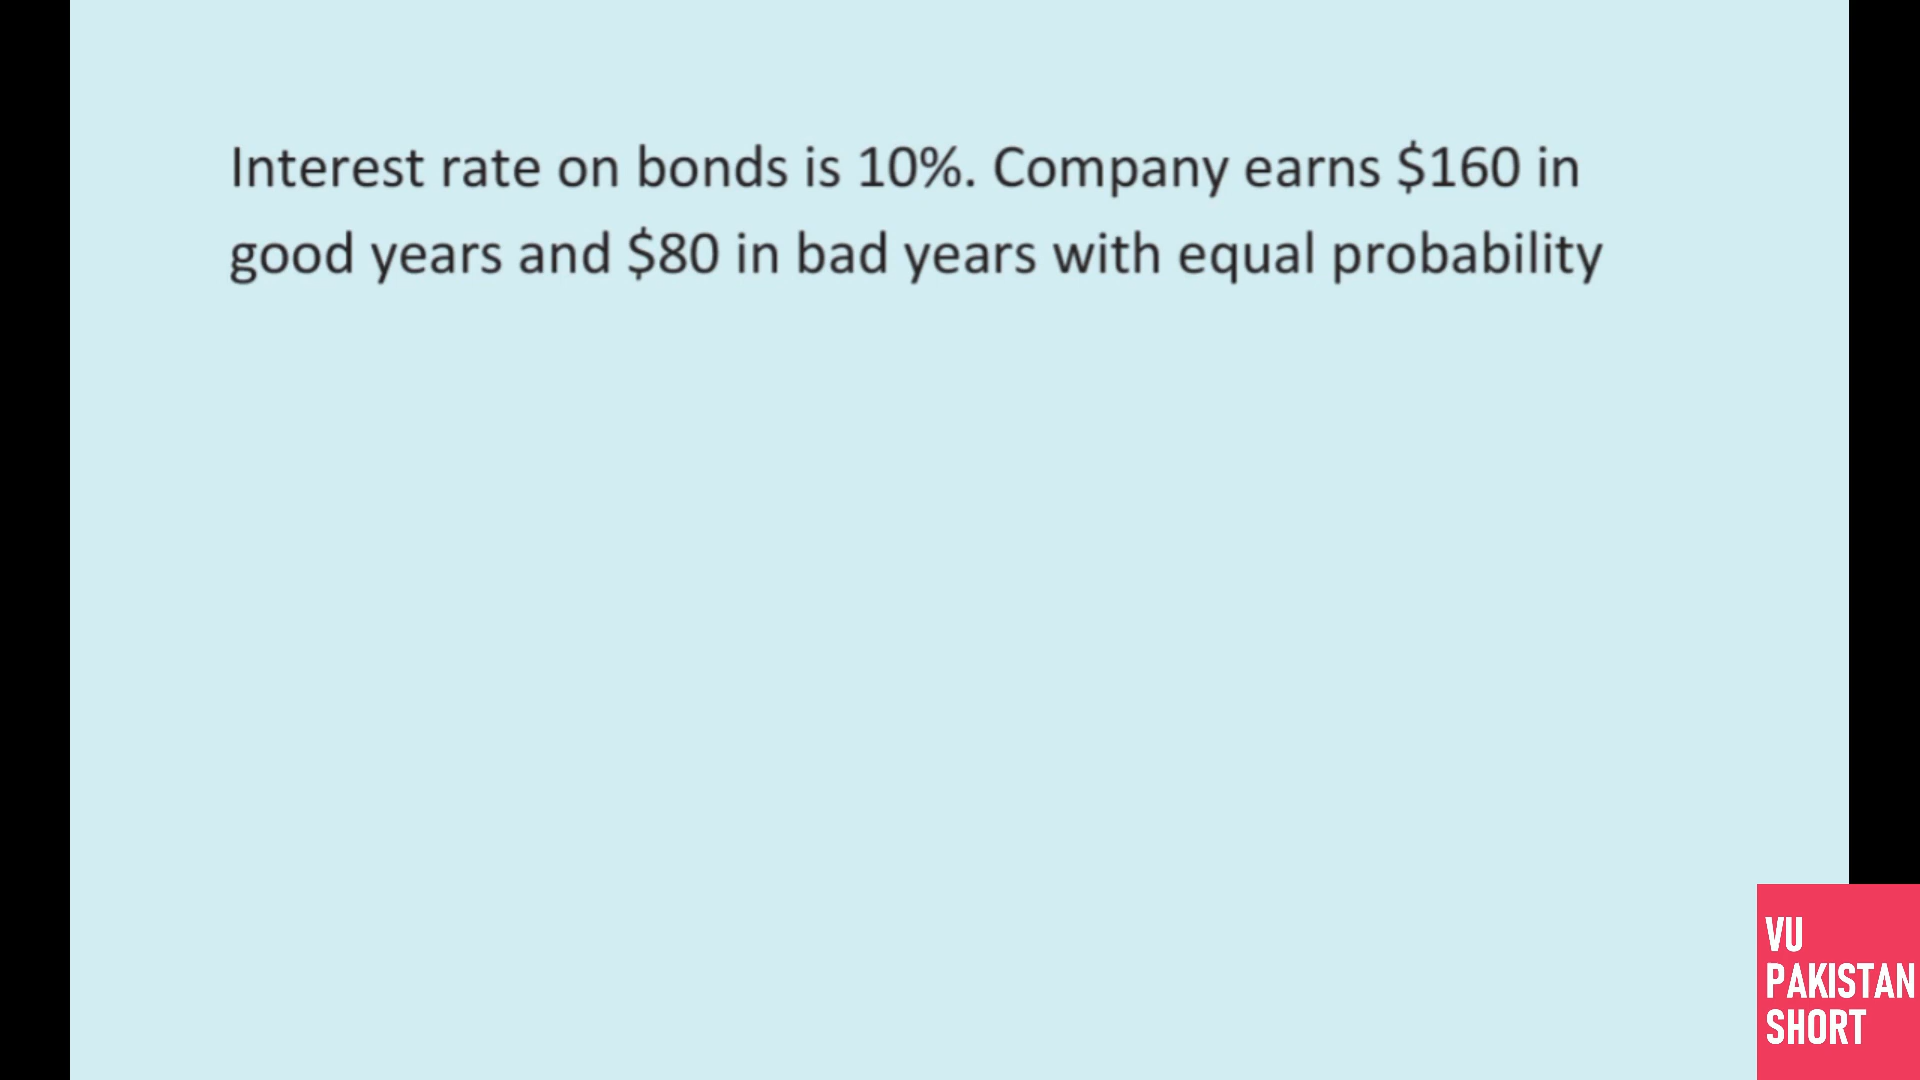 Interest rate on bonds is 10%. Company earns $160 in
good years and $80 in bad years with equal probability
VU
PAKISTAN
SHORT